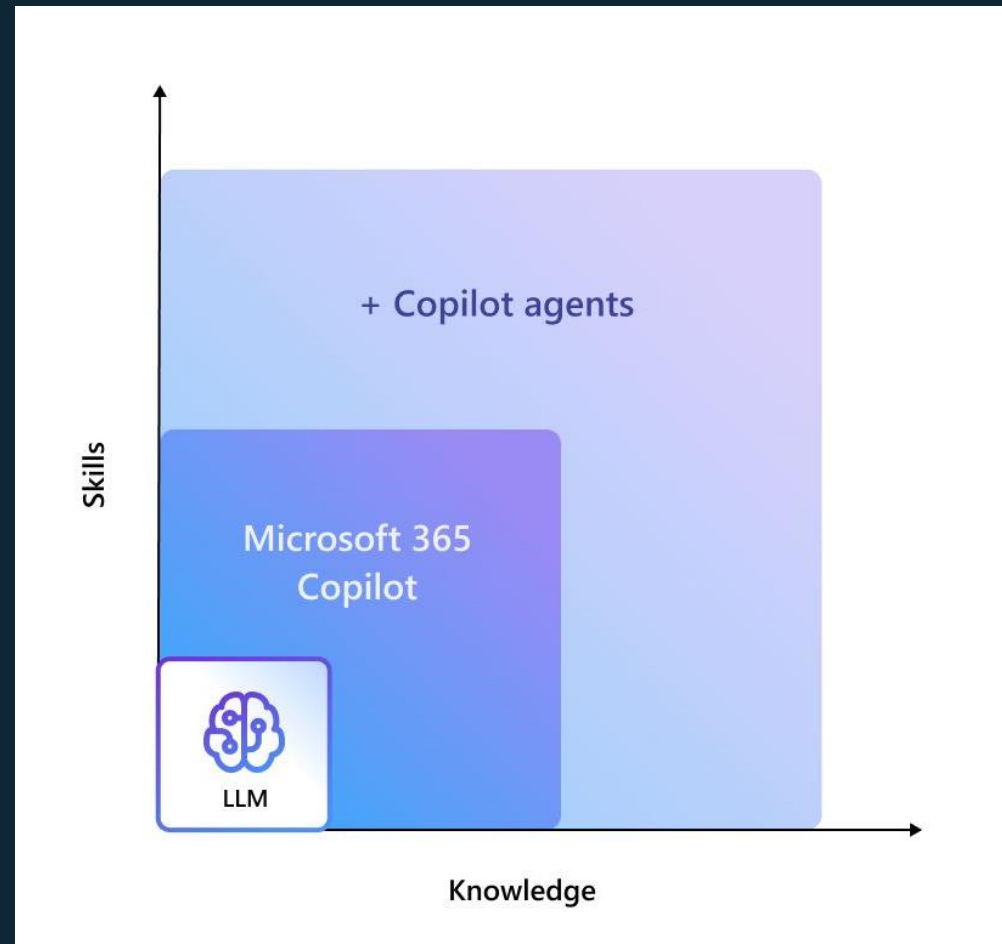 + Copilot agents
Skills
Microsoft 365
Copilot
LLM
Knowledge